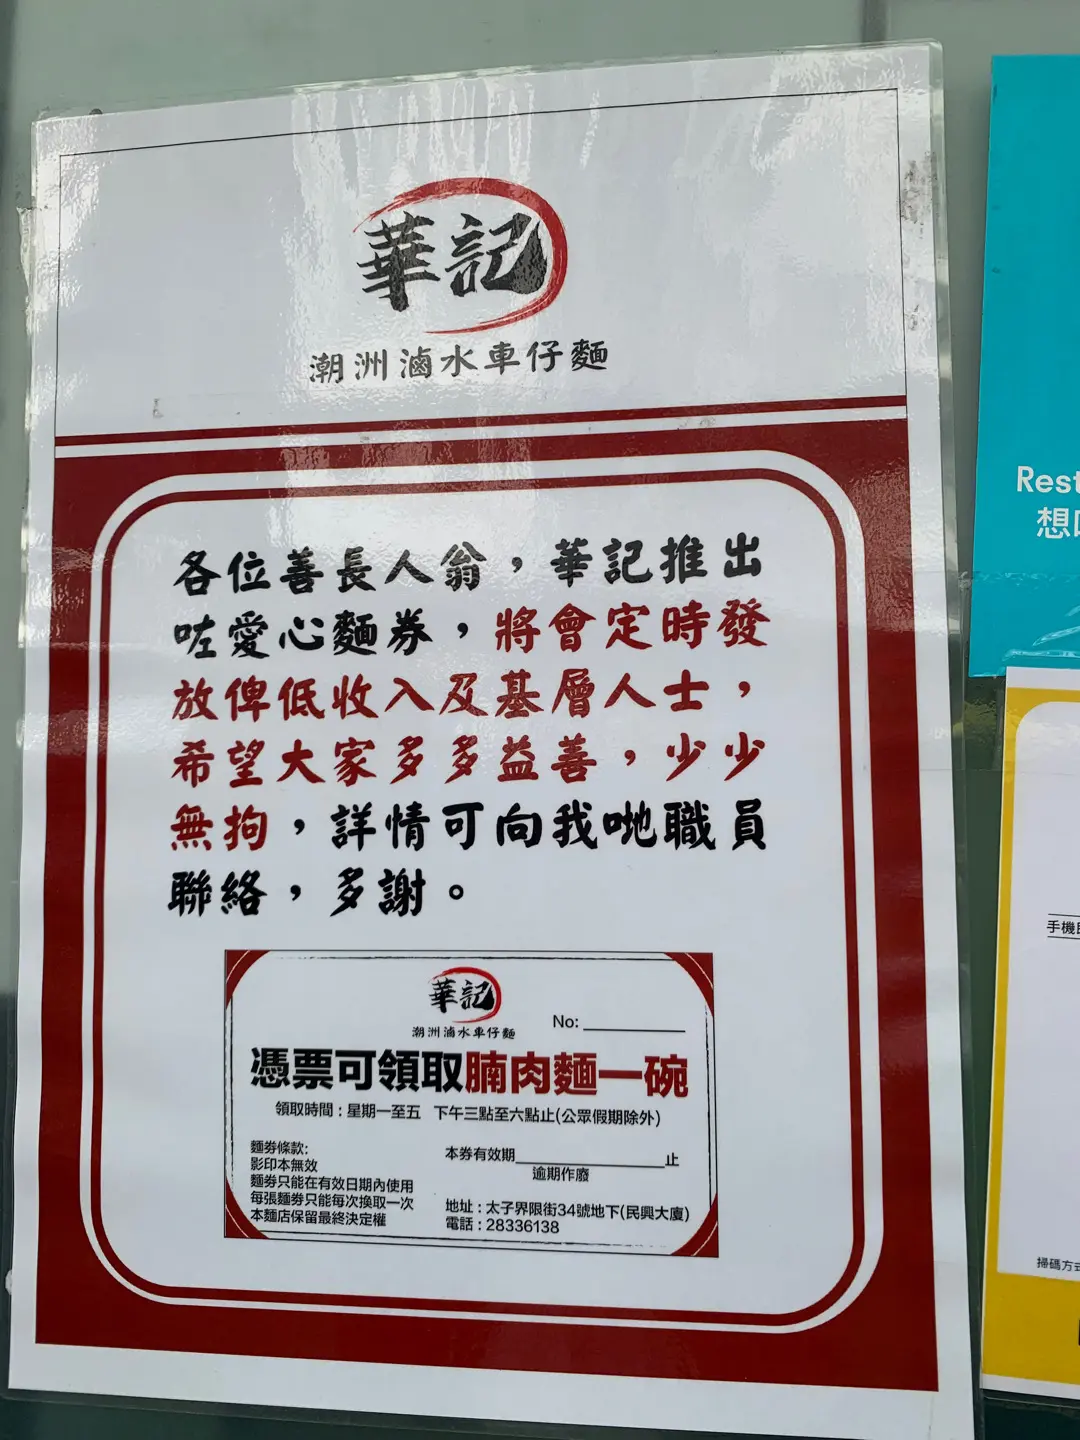 華記
潮洲滷水車仔麵
各位善長人翁，華記推出
咗愛心麵券，將會定時發
放俾低收入及基層人士，
希望大家多多益善，少少
無拘，詳情可向我哋職員
聯絡，多謝。
華記
潮洲滷水車仔麵
No:
憑票可領取腩肉麵一碗
領取時間：星期一至五　下午三點至六點止(公眾假期除外)
麵券條款:
影印本無效
麵券只能在有效日期內使用
每張麵券只能每次換取一次
本麵店保留最終決定權
本券有效期 止
逾期作廢
地址：太子界限街34號地下(民興大廈)
電話：28336138
Rest
想
手機
掃碼方式